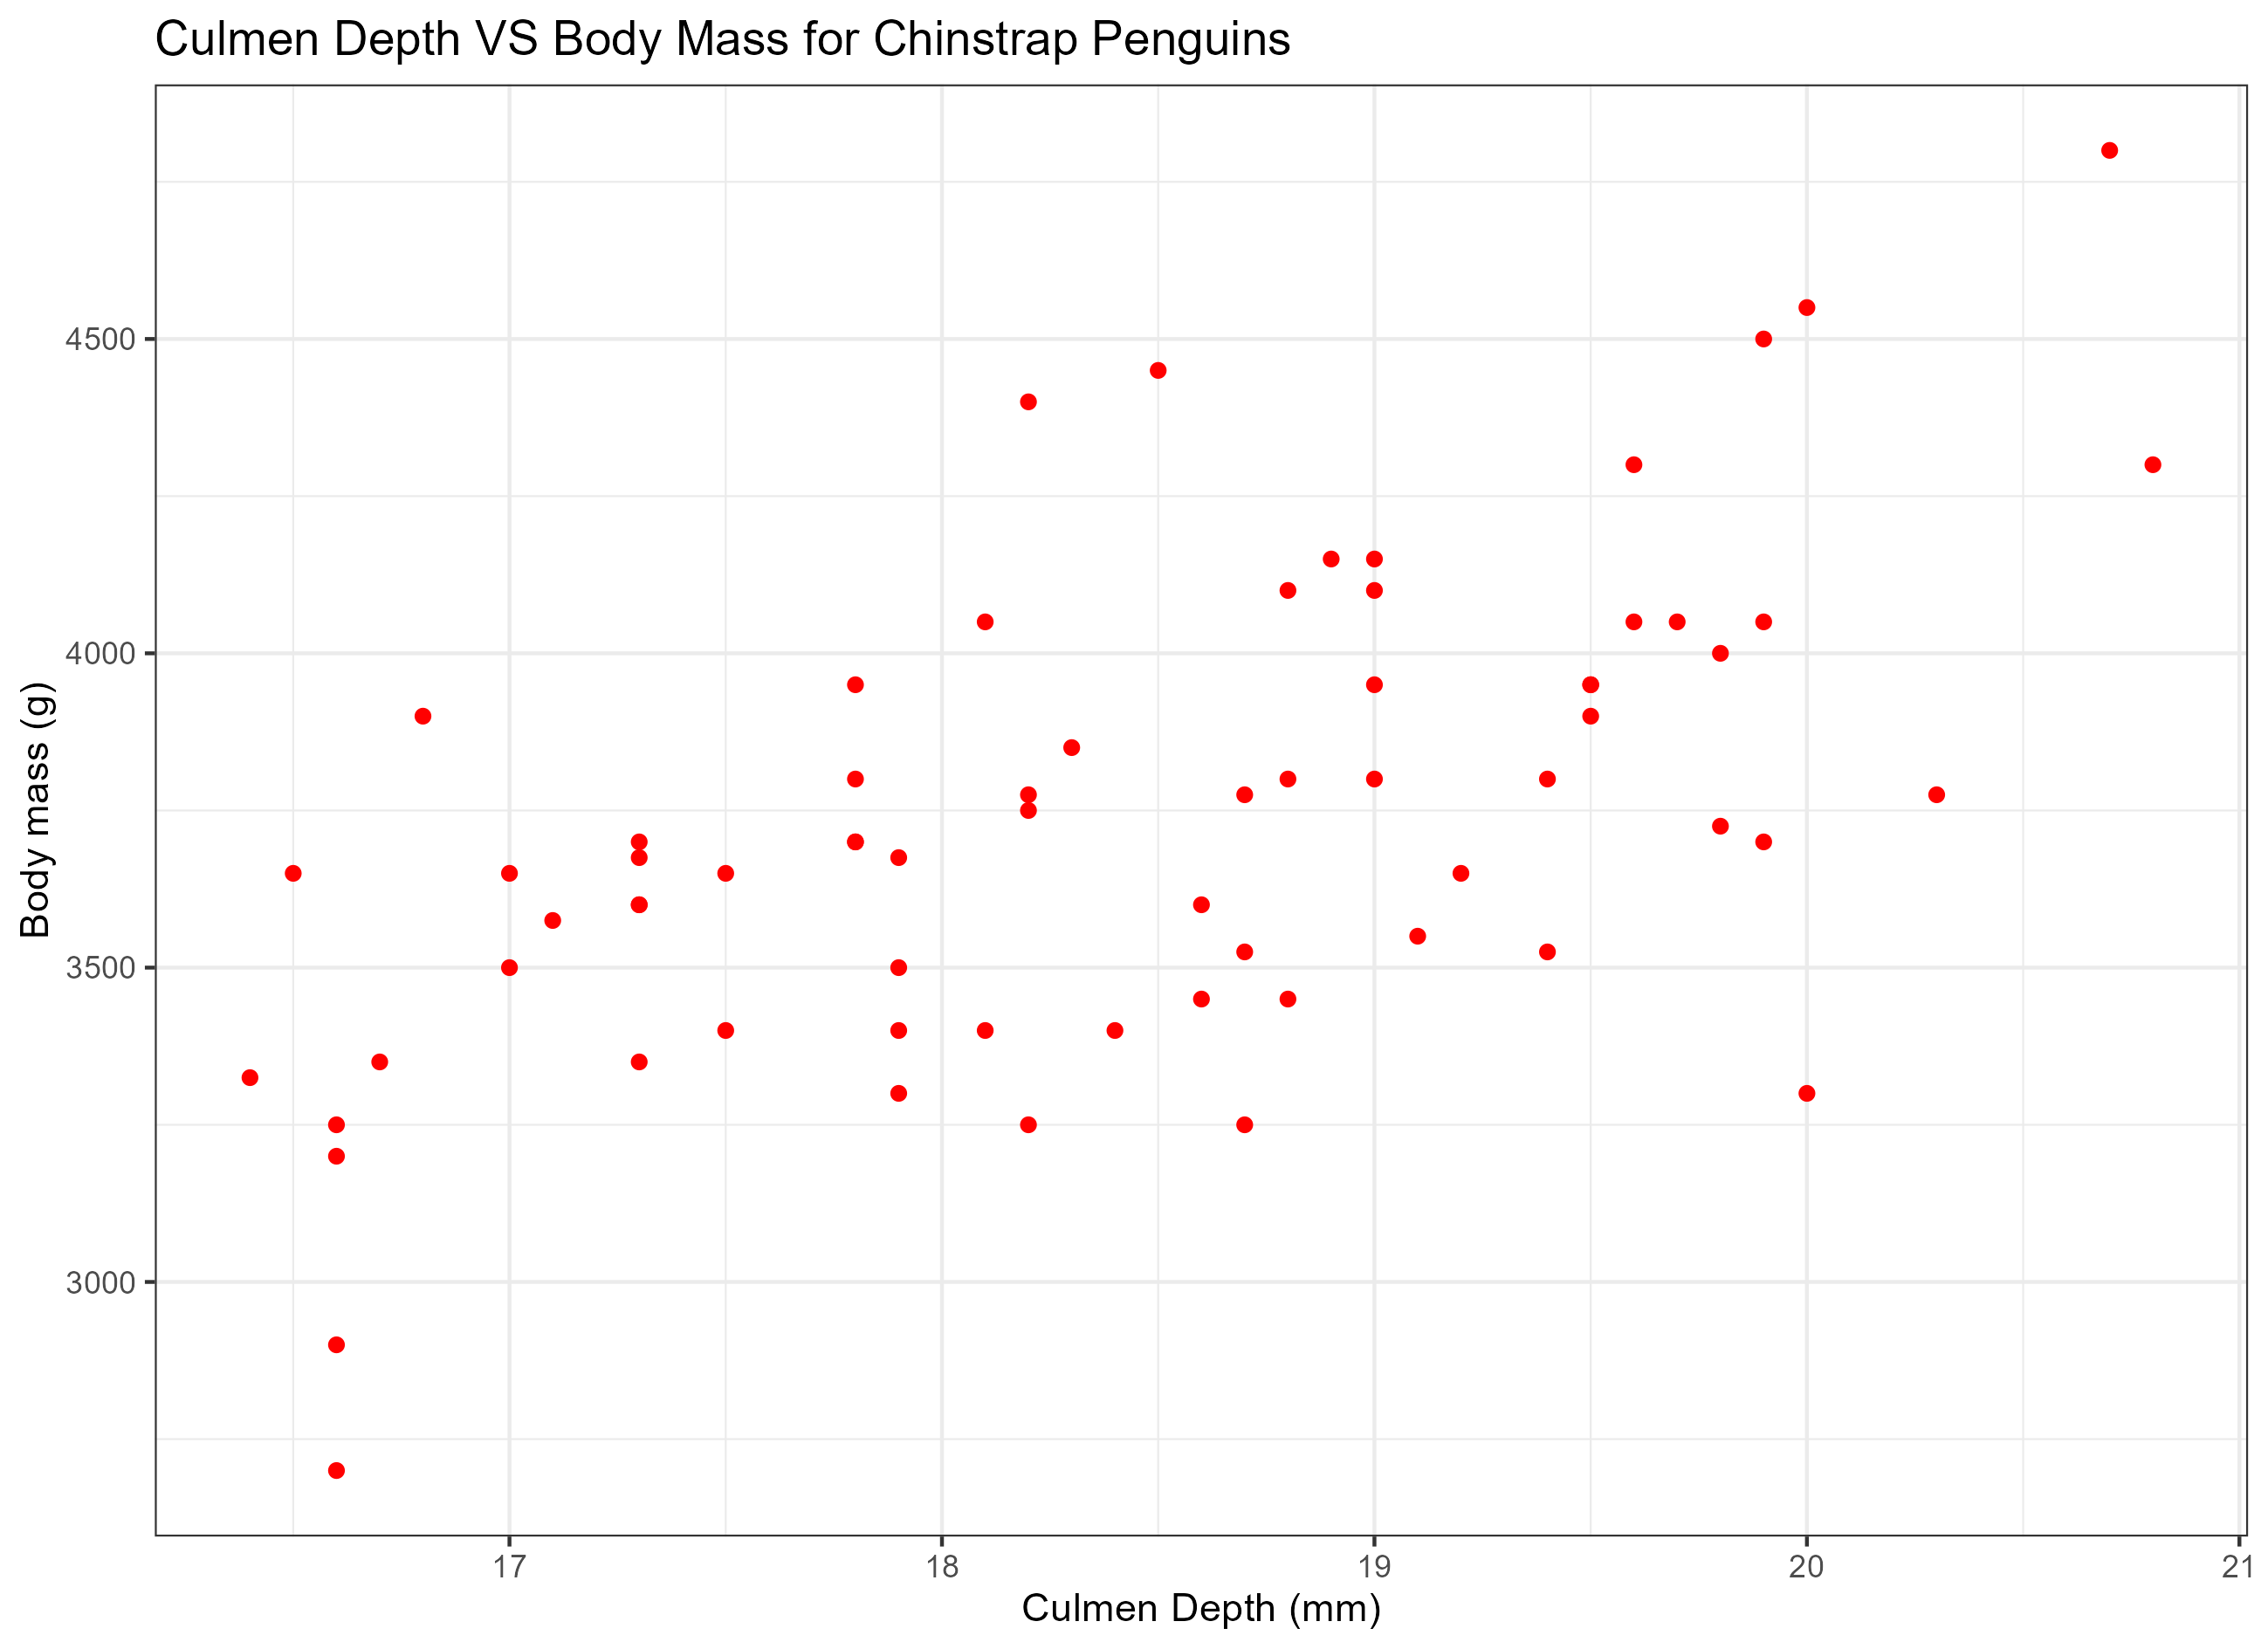 Culmen Depth VS Body Mass for Chinstrap Penguins
Body mass (g)
4500
4000
3500
3000
17 18 19 20 21
Culmen Depth (mm)